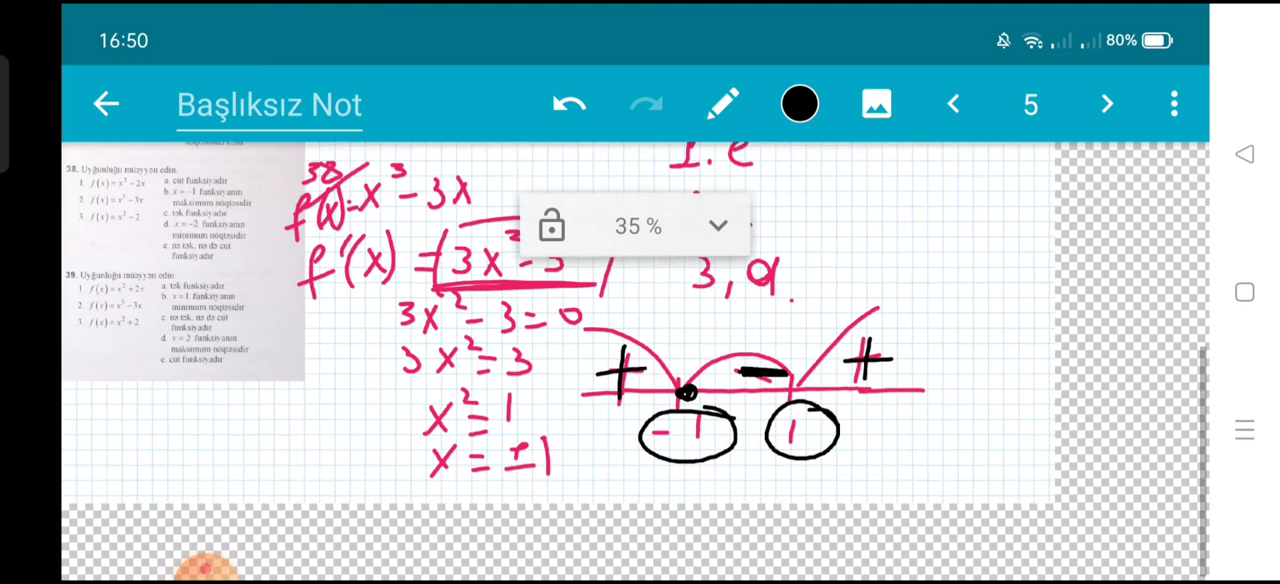 16:50
80%
Başlıksız Not
5
38. Uyğunluğu müəyyən edin.
1. f(x) = x³ − 2x
2. f(x) = x³ − 3x
3. f(x) = x² − 2
a. cüt funksiyadır
b. x = −1 funksiyanın
maksimum nöqtəsidir
c. tək funksiyadır
d. x = −2 funksiyanın
minimum nöqtəsidir
e. nə tək, nə də cüt
funksiyadır
39. Uyğunluğu müəyyən edin.
1. f(x) = x² + 2x
2. f(x) = x³ − 3x
3. f(x) = x² + 2
a. tək funksiyadır
b. x = 1 funksiyanın
minimum nöqtəsidir
c. nə tək, nə də cüt
funksiyadır
d. x = 2 funksiyanın
maksimum nöqtəsidir
e. cüt funksiyadır
38
f(x) = x³ − 3x
f'(x) = 3x² − 3
3x² − 3 = 0
3x² = 3
x² = 1
x = ±1
1. e
35 %
3, a.
+ − +
−1 1